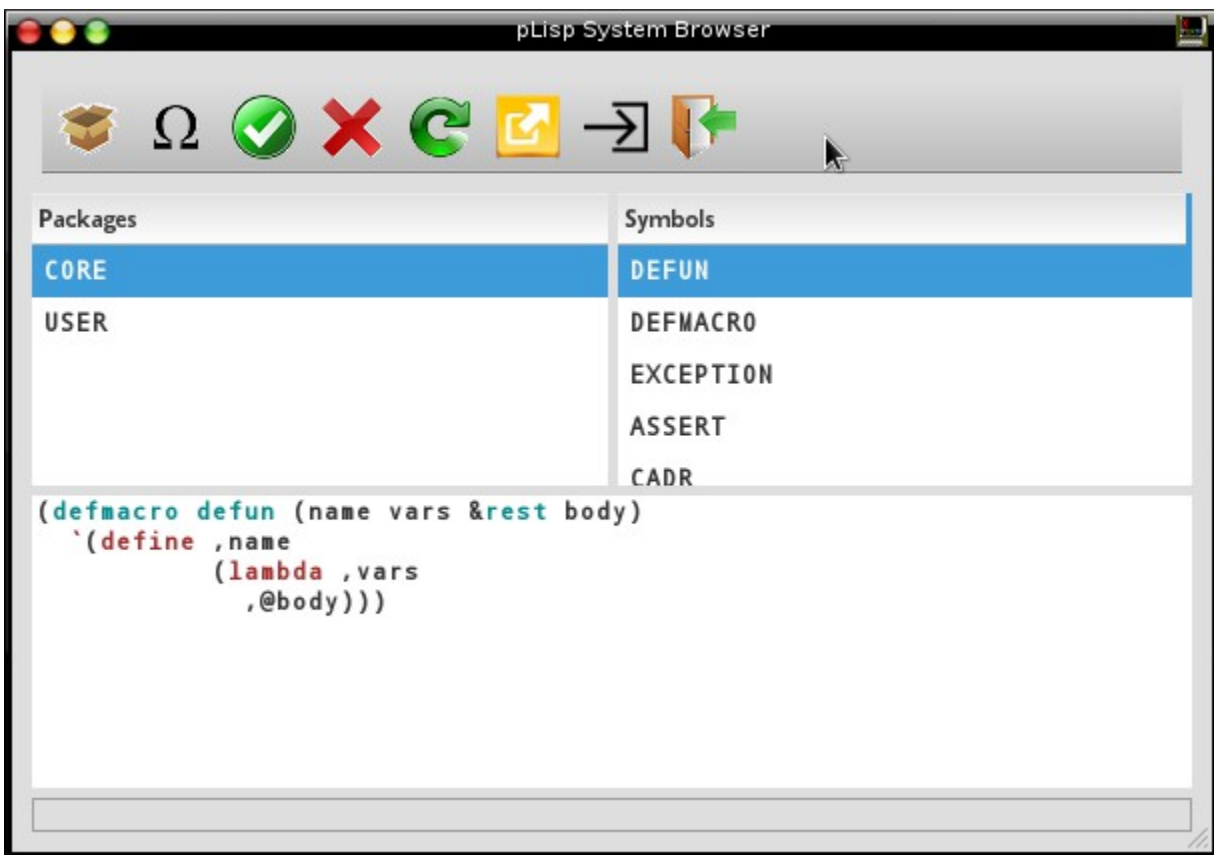 pLisp System Browser
Ω
Packages
Symbols
CORE
DEFUN
USER
DEFMACRO
EXCEPTION
ASSERT
CADR
(defmacro defun (name vars &rest body)
  `(define ,name
           (lambda ,vars
             ,@body)))